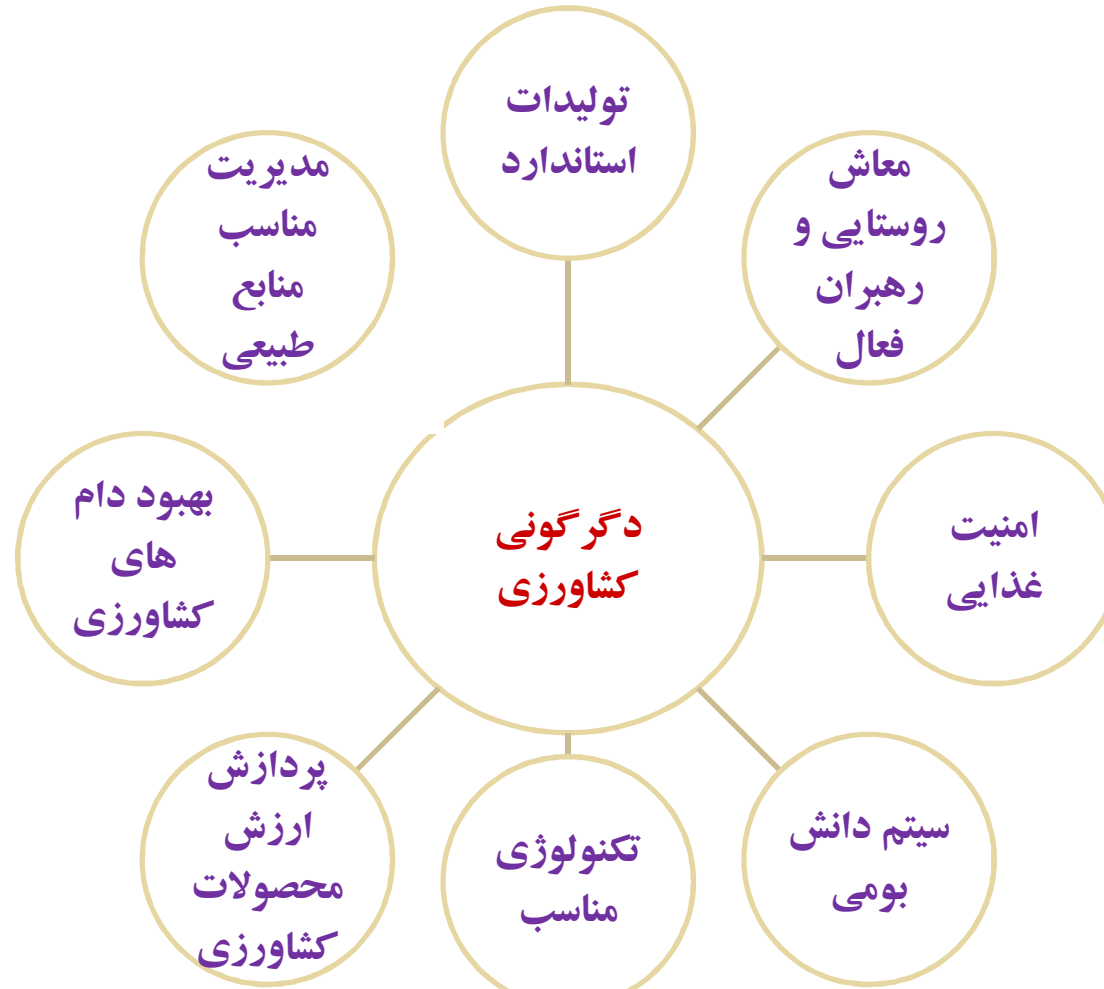 تولیدات
استاندارد
معاش
روستایی و
رهبران
فعال
امنیت
غذایی
سیتم دانش
بومی
تکنولوژی
مناسب
پردازش
ارزش
محصولات
کشاورزی
بهبود دام
های
کشاورزی
مدیریت
مناسب
منابع
طبیعی
دگرگونی
کشاورزی